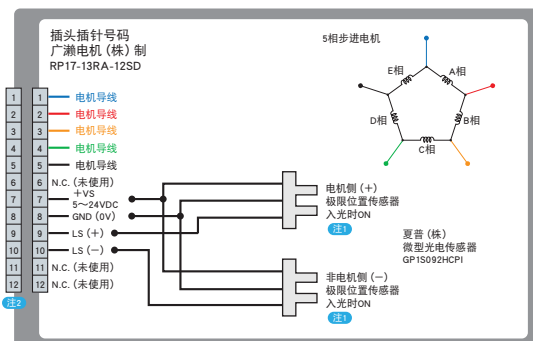 插头插针号码
广濑电机（株）制
RP17-13RA-12SD
5相步进电机
E相
A相
D相
B相
C相
1 1 电机导线
2 2 电机导线
3 3 电机导线
4 4 电机导线
5 5 电机导线
6 6 N.C.（未使用）
7 7 ＋VS
5～24VDC
8 8 GND（0V）
9 9 LS（＋）
10 10 LS（－）
11 11 N.C.（未使用）
12 12 N.C.（未使用）
注2
电机侧（＋）
极限位置传感器
入光时ON
注1
夏普（株）
微型光电传感器
GP1S092HCPI
非电机侧（－）
极限位置传感器
入光时ON
注1